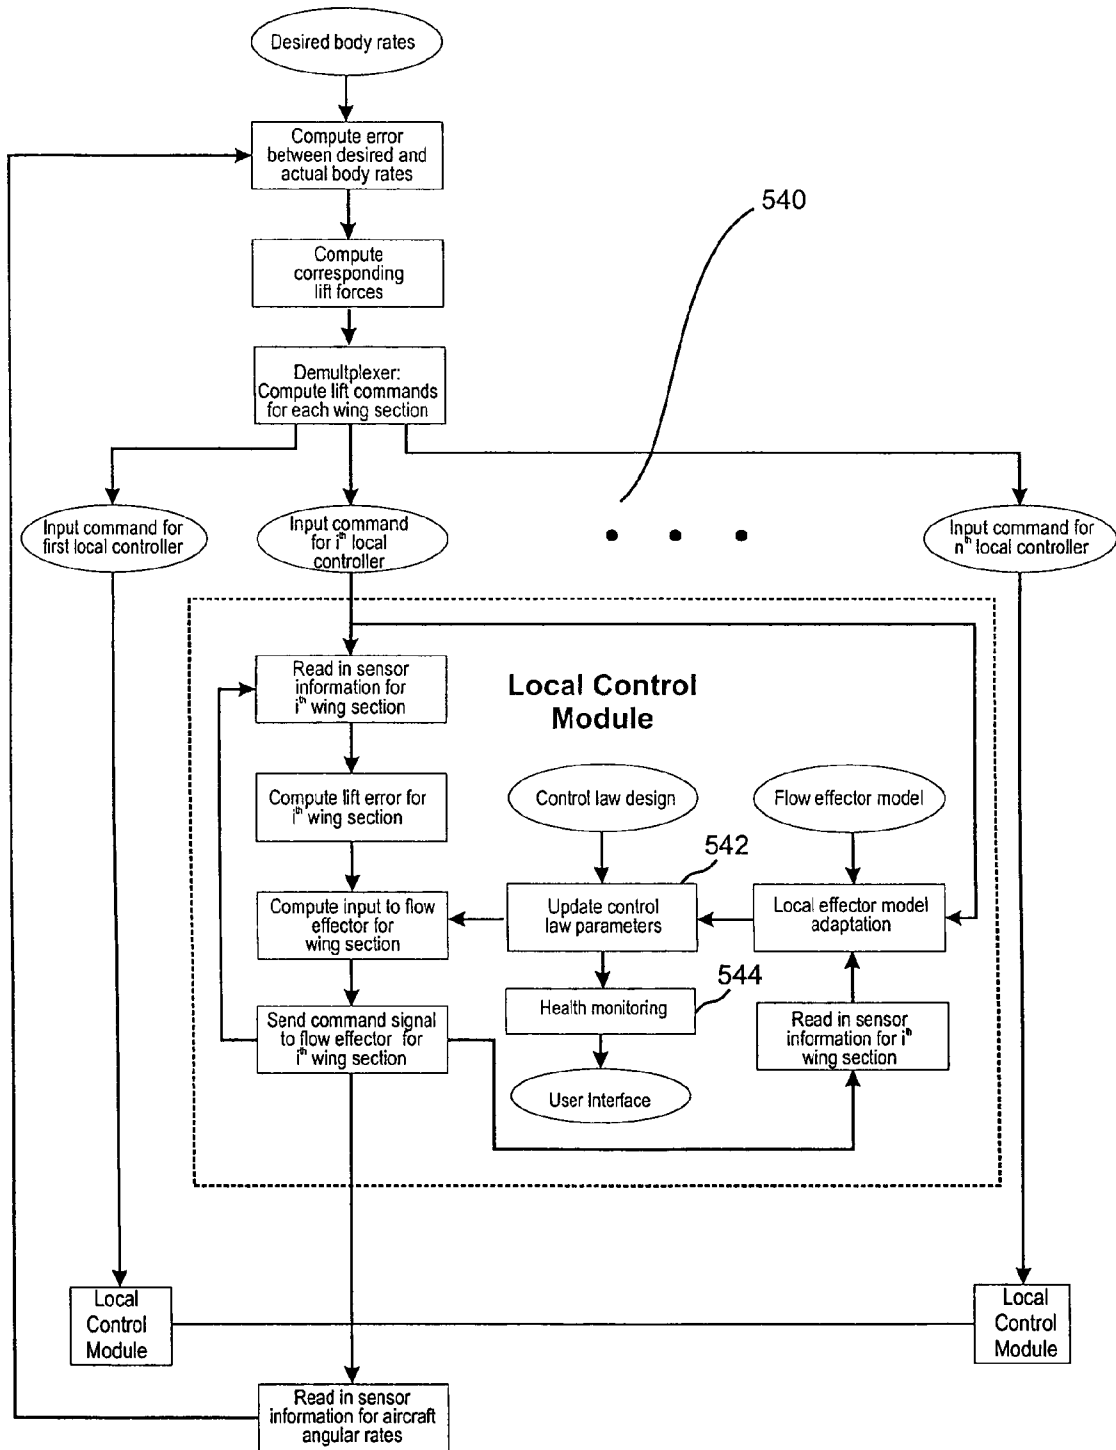 Desired body rates
Compute error
between desired and
actual body rates
540
Compute
corresponding
lift forces
Demultplexer:
Compute lift commands
for each wing section
Input command for
first local controller
Input command
for iᵗʰ local
controller
Input command for
nᵗʰ local controller
Read in sensor
information for
iᵗʰ wing section
Local Control
Module
Compute lift error for
iᵗʰ wing section
Control law design
Flow effector model
542
Compute input to flow
effector for
wing section
Update control
law parameters
Local effector model
adaptation
544
Health monitoring
Send command signal
to flow effector for
iᵗʰ wing section
Read in sensor
information for iᵗʰ
wing section
User Interface
Local
Control
Module
Local
Control
Module
Read in sensor
information for aircraft
angular rates